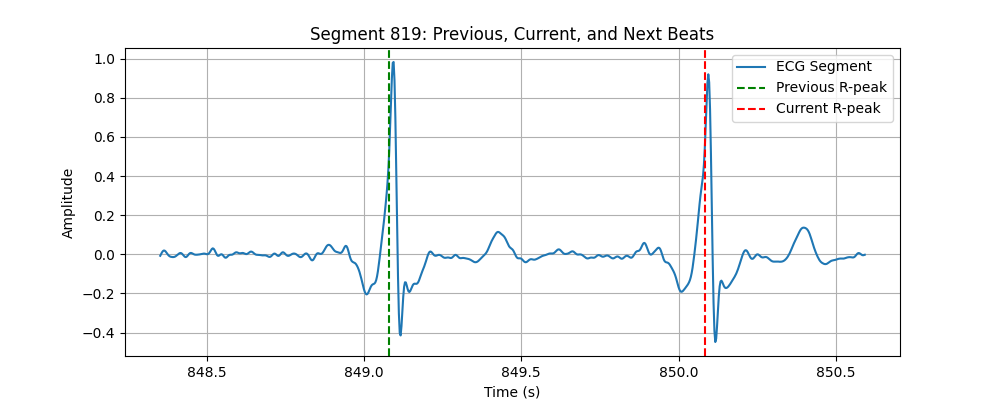 Segment 819: Previous, Current, and Next Beats
ECG Segment
Previous R-peak
Current R-peak
Amplitude
1.0
0.8
0.6
0.4
0.2
0.0
−0.2
−0.4
848.5
849.0
849.5
850.0
850.5
Time (s)